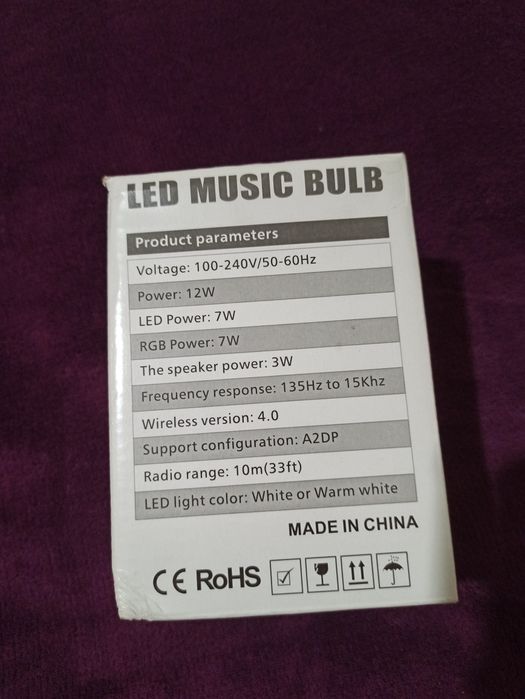 LED MUSIC BULB
Product parameters
Voltage: 100-240V/50-60Hz
Power: 12W
LED Power: 7W
RGB Power: 7W
The speaker power: 3W
Frequency response: 135Hz to 15Khz
Wireless version: 4.0
Support configuration: A2DP
Radio range: 10m(33ft)
LED light color: White or Warm white
MADE IN CHINA
CE RoHS